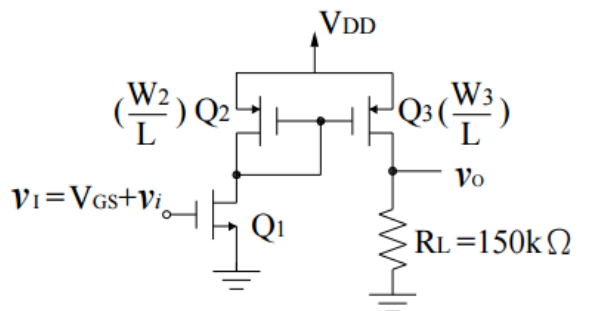 VDD
(W2/L) Q2
Q3 (W3/L)
vO
vI=VGS+vi
Q1
RL=150kΩ